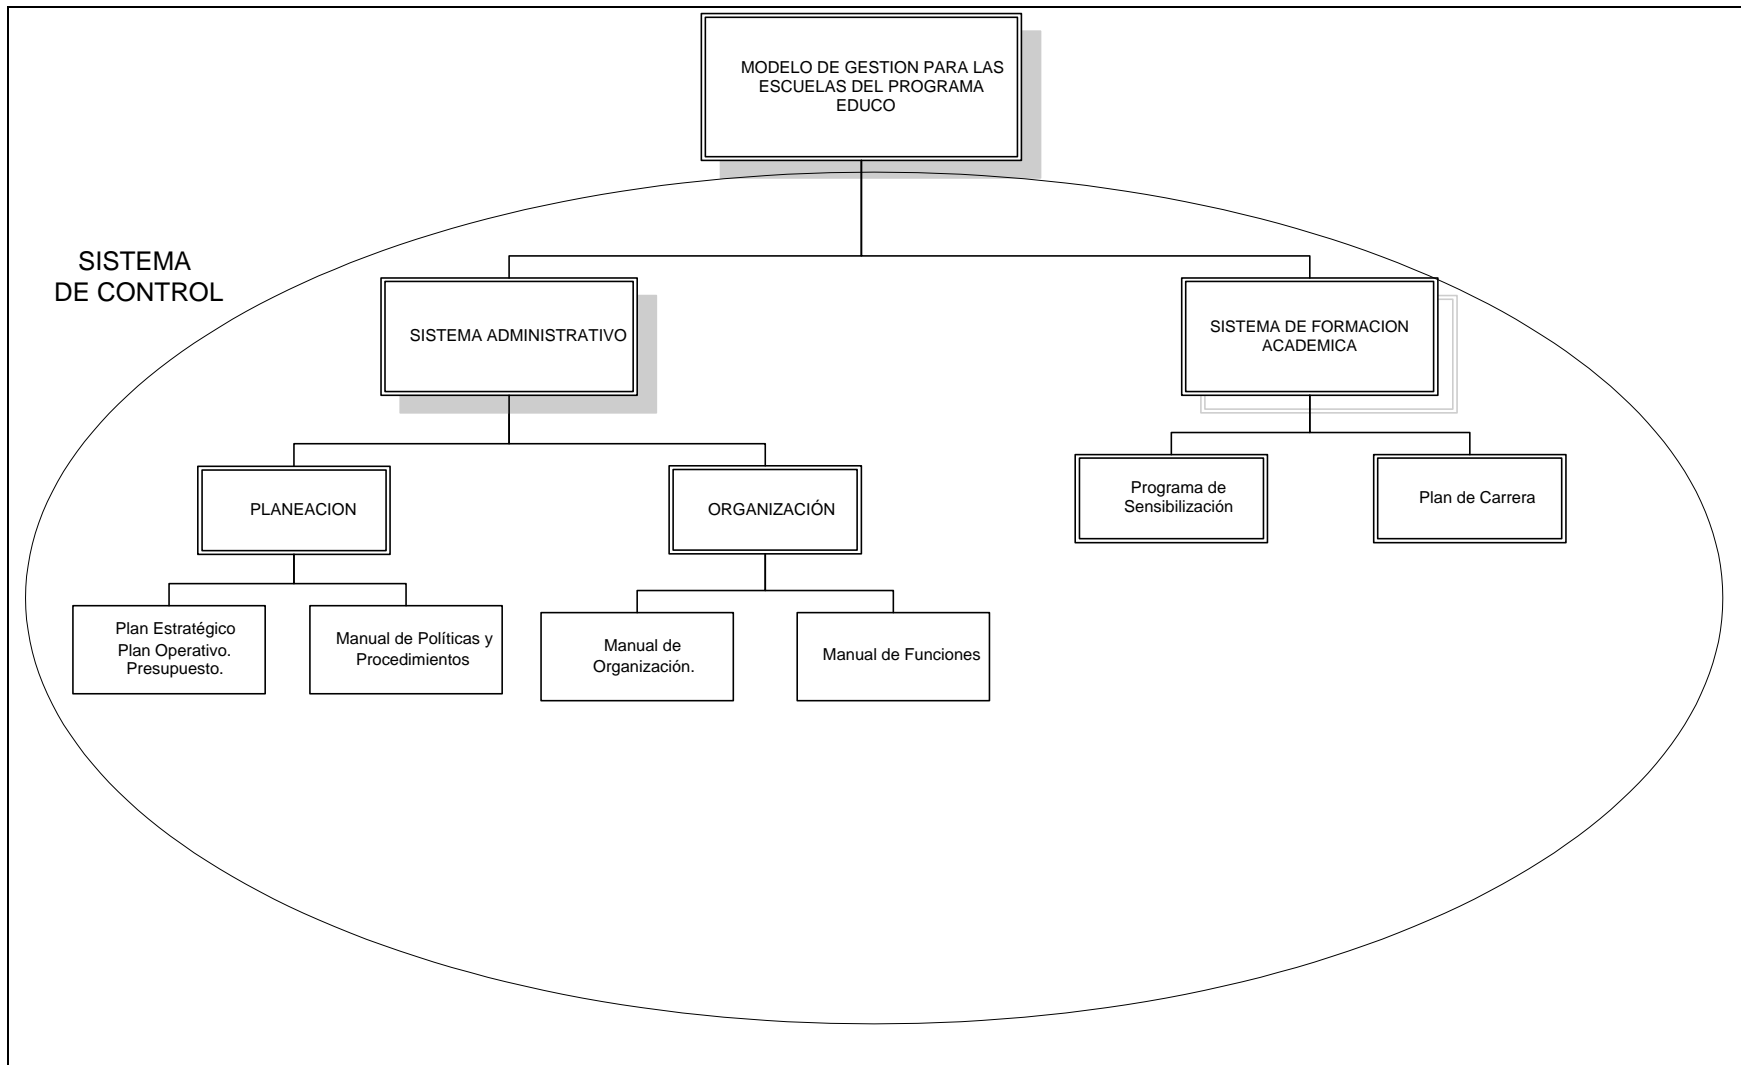 MODELO DE GESTION PARA LAS
ESCUELAS DEL PROGRAMA
EDUCO
SISTEMA
DE CONTROL
SISTEMA ADMINISTRATIVO
SISTEMA DE FORMACION
ACADEMICA
PLANEACION
ORGANIZACIÓN
Programa de
Sensibilización
Plan de Carrera
Plan Estratégico
Plan Operativo.
Presupuesto.
Manual de Políticas y
Procedimientos
Manual de
Organización.
Manual de Funciones